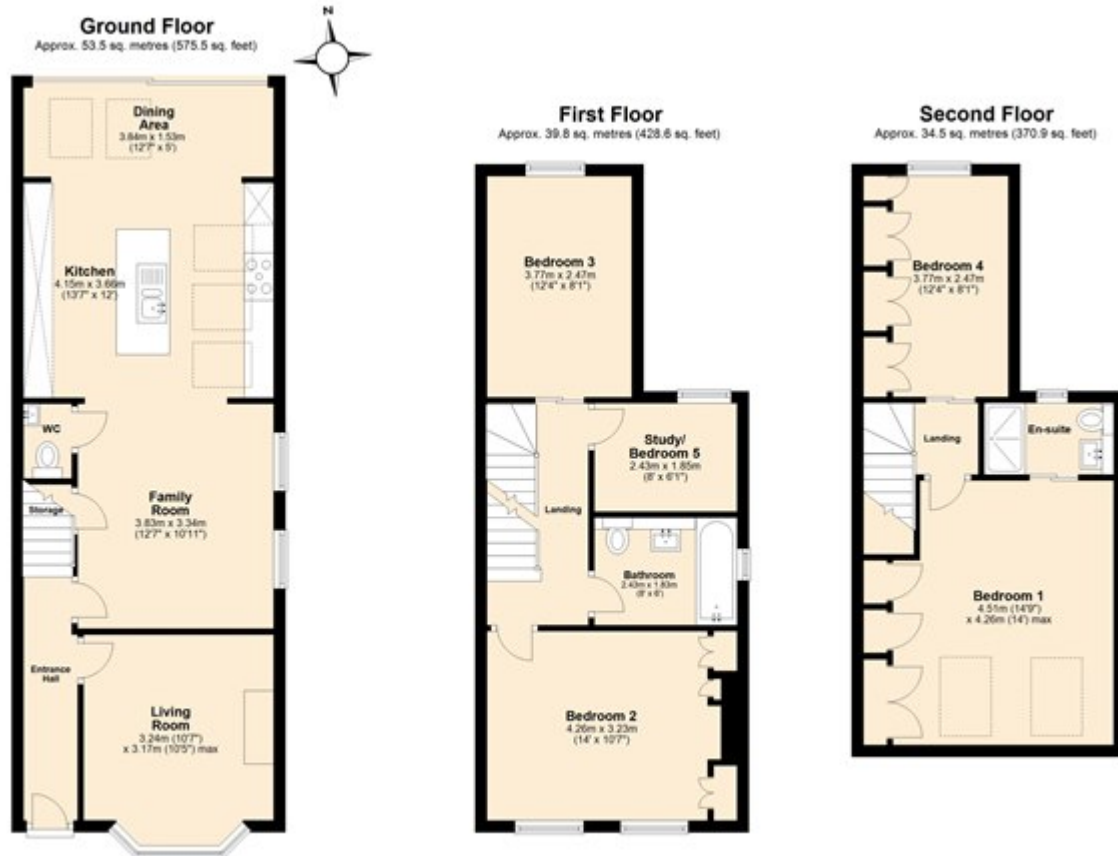 N
Ground Floor
Approx. 53.5 sq. metres (575.5 sq. feet)
Dining
Area
3.84m x 1.53m
(12'7" x 5')
Kitchen
4.15m x 3.66m
(13'7" x 12')
WC
Storage
Family
Room
3.83m x 3.34m
(12'7" x 10'11")
Entrance
Hall
Living
Room
3.24m (10'7")
x 3.17m (10'5") max
First Floor
Approx. 39.8 sq. metres (428.6 sq. feet)
Bedroom 3
3.77m x 2.47m
(12'4" x 8'1")
Study/
Bedroom 5
2.43m x 1.85m
(8' x 6'1")
Landing
Bathroom
2.43m x 1.83m
(8' x 6')
Bedroom 2
4.26m x 3.23m
(14' x 10'7")
Second Floor
Approx. 34.5 sq. metres (370.9 sq. feet)
Bedroom 4
3.77m x 2.47m
(12'4" x 8'1")
Landing
En-suite
Bedroom 1
4.51m (14'9")
x 4.26m (14') max